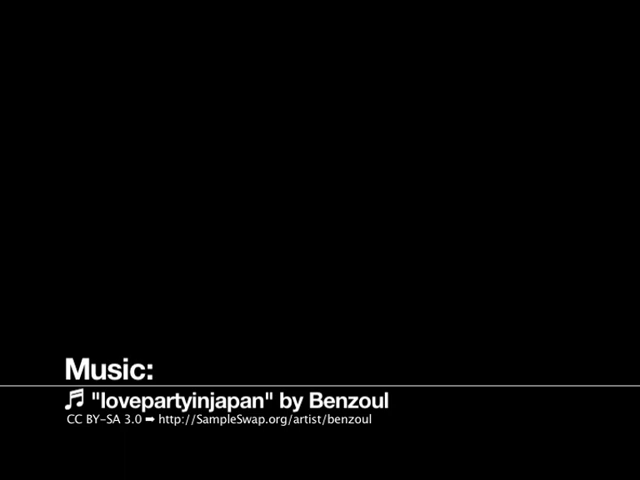 Music:
♬ "lovepartyinjapan" by Benzoul
CC BY-SA 3.0 ➡ http://SampleSwap.org/artist/benzoul